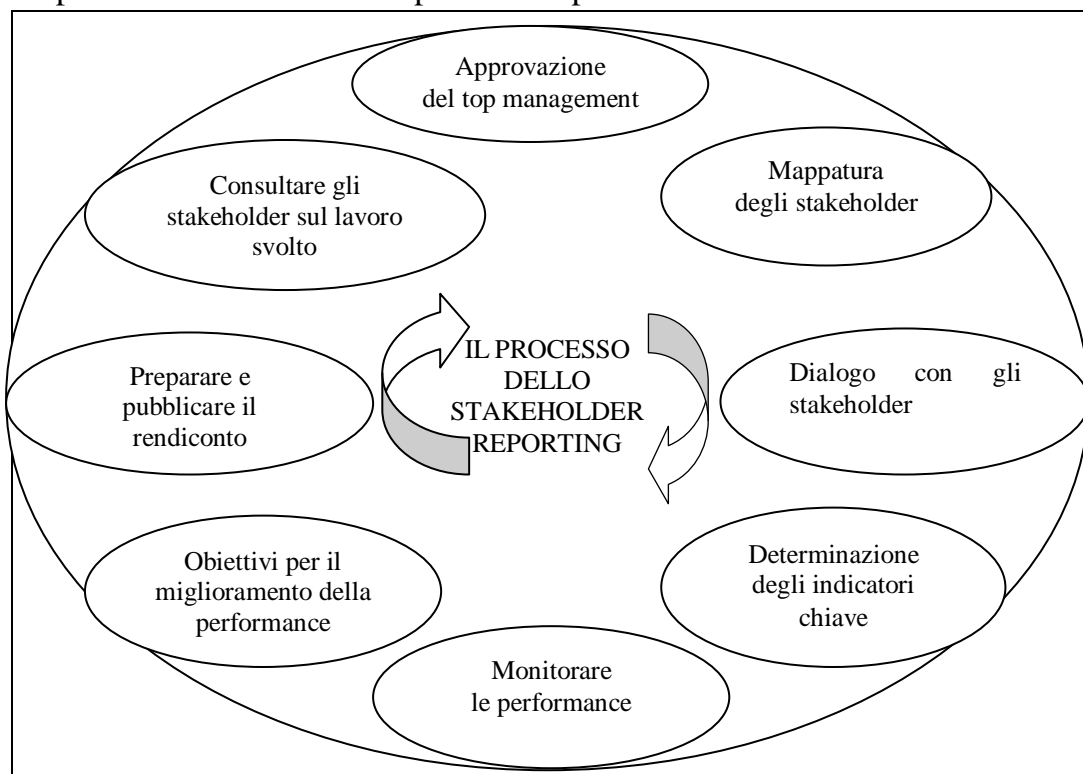 Approvazione
del top management
Mappatura
degli stakeholder
Consultare gli
stakeholder sul lavoro
svolto
IL PROCESSO
DELLO
STAKEHOLDER
REPORTING
Dialogo con gli
stakeholder
Preparare e
pubblicare il
rendiconto
Determinazione
degli indicatori
chiave
Obiettivi per il
miglioramento della
performance
Monitorare
le performance